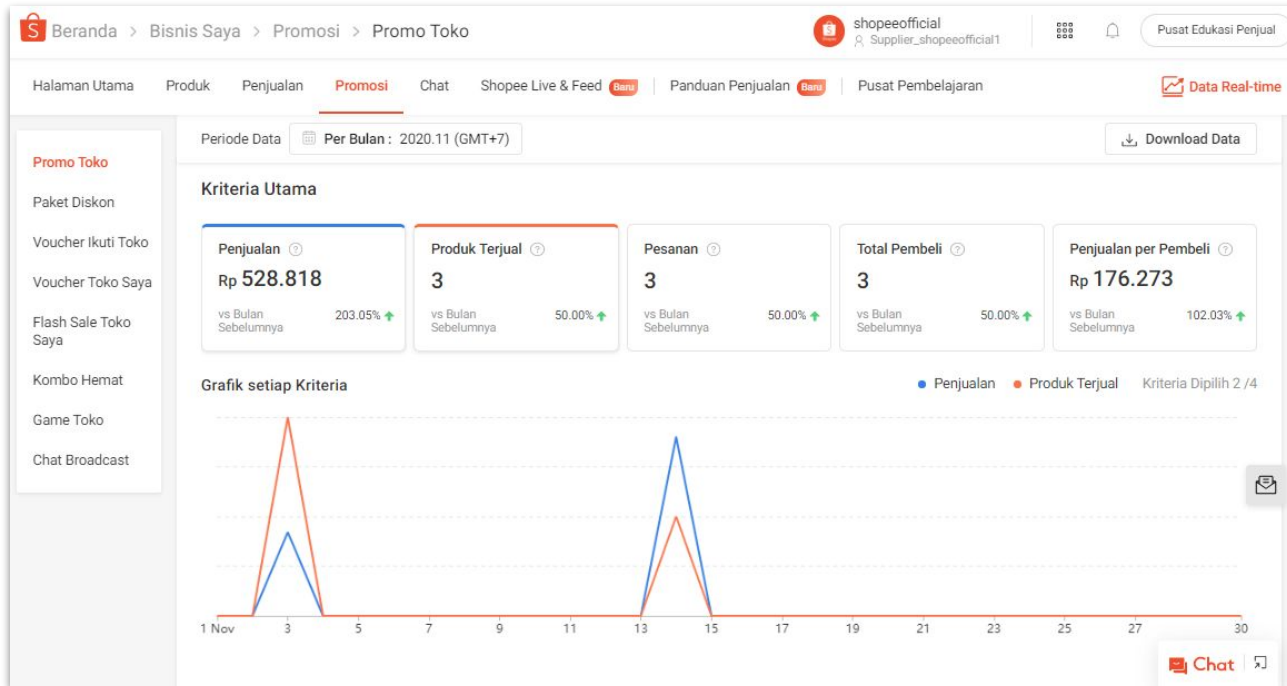 Beranda > Bisnis Saya > Promosi > Promo Toko
shopeeofficial
Supplier_shopeeofficial1
Pusat Edukasi Penjual
Halaman Utama Produk Penjualan Promosi Chat Shopee Live & Feed Baru Panduan Penjualan Baru Pusat Pembelajaran Data Real-time
Promo Toko
Paket Diskon
Voucher Ikuti Toko
Voucher Toko Saya
Flash Sale Toko
Saya
Kombo Hemat
Game Toko
Chat Broadcast
Periode Data Per Bulan : 2020.11 (GMT+7) Download Data
Kriteria Utama
Penjualan
Rp 528.818
vs Bulan
Sebelumnya
203.05%
Produk Terjual
3
vs Bulan
Sebelumnya
50.00%
Pesanan
3
vs Bulan
Sebelumnya
50.00%
Total Pembeli
3
vs Bulan
Sebelumnya
50.00%
Penjualan per Pembeli
Rp 176.273
vs Bulan
Sebelumnya
102.03%
Grafik setiap Kriteria Penjualan Produk Terjual Kriteria Dipilih 2 /4
1 Nov 3 5 7 9 11 13 15 17 19 21 23 25 27 30
Chat